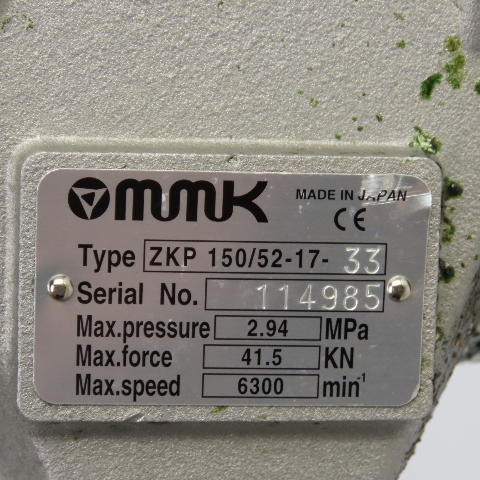 MMK MADE IN JAPAN
CE
Type ZKP 150/52-17-33
Serial No. 114985
Max.pressure 2.94 MPa
Max.force 41.5 KN
Max.speed 6300 min-1